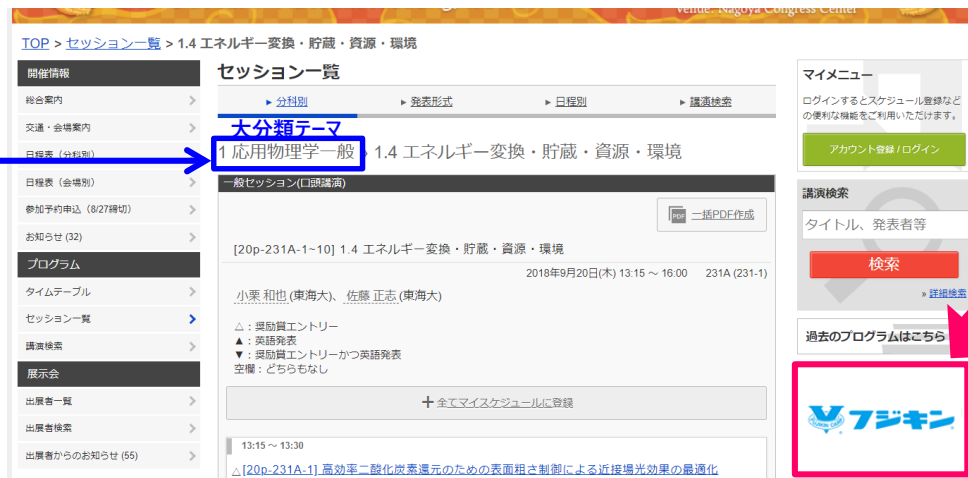 Venue: Nagoya Congress Center
TOP > セッション一覧 > 1.4 エネルギー変換・貯蔵・資源・環境
開催情報
総合案内
交通・会場案内
日程表（分科別）
日程表（会場別）
参加予約申込（8/27締切）
お知らせ (32)
プログラム
タイムテーブル
セッション一覧
講演検索
展示会
出展者一覧
出展者検索
出展者からのお知らせ (55)
セッション一覧
分科別
発表形式
日程別
講演検索
大分類テーマ
1 応用物理学一般 » 1.4 エネルギー変換・貯蔵・資源・環境
一般セッション(口頭講演)
PDF 一括PDF作成
[20p-231A-1~10] 1.4 エネルギー変換・貯蔵・資源・環境
2018年9月20日(木) 13:15 ～ 16:00 231A (231-1)
小栗 和也 (東海大)、 佐藤 正志 (東海大)
△：奨励賞エントリー
▲：英語発表
▼：奨励賞エントリーかつ英語発表
空欄：どちらもなし
+ 全てマイスケジュールに登録
13:15 ～ 13:30
△[20p-231A-1] 高効率二酸化炭素還元のための表面粗さ制御による近接場光効果の最適化
マイメニュー
ログインするとスケジュール登録など
の便利な機能をご利用いただけます。
アカウント登録 / ログイン
講演検索
タイトル、発表者等
検索
» 詳細検索
過去のプログラムはこちら
フジキン